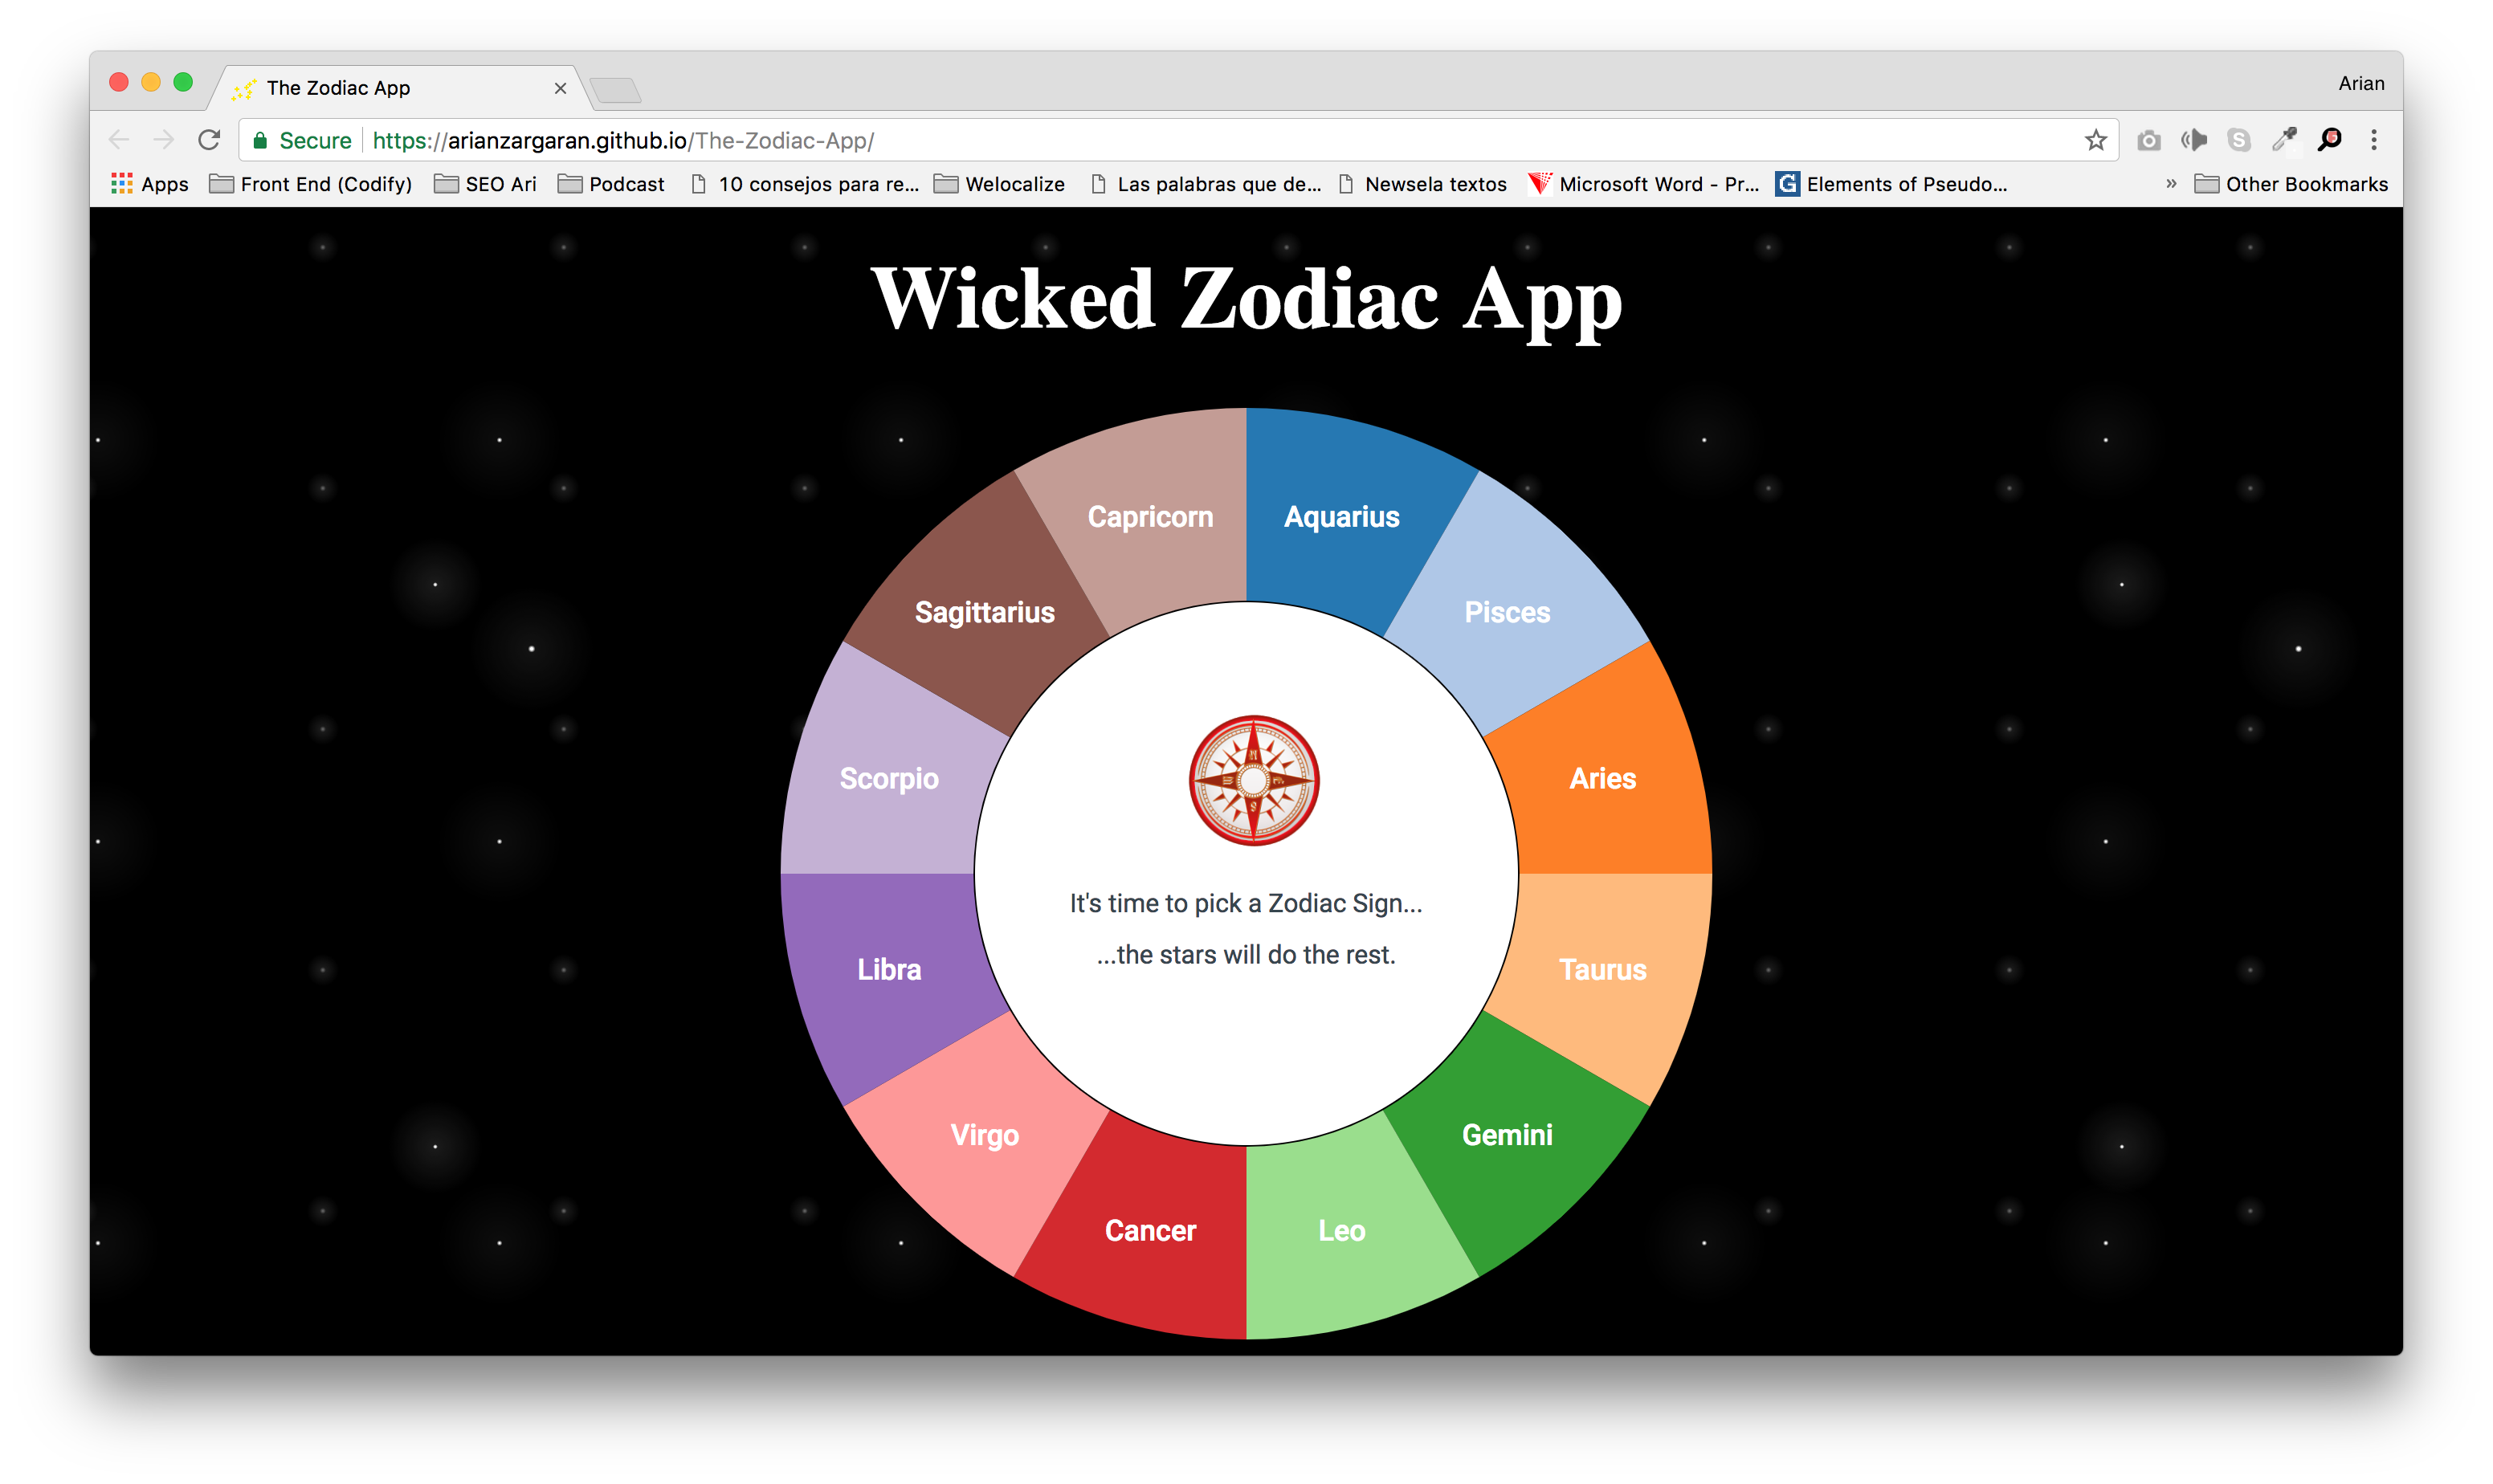 The Zodiac App
Arian
Secure https://arianzargaran.github.io/The-Zodiac-App/
Apps Front End (Codify) SEO Ari Podcast 10 consejos para re... Welocalize Las palabras que de... Newsela textos Microsoft Word - Pr... Elements of Pseudo... » Other Bookmarks
Wicked Zodiac App
Capricorn Aquarius
Sagittarius Pisces
Scorpio Aries
It's time to pick a Zodiac Sign...
...the stars will do the rest.
Libra Taurus
Virgo Gemini
Cancer Leo